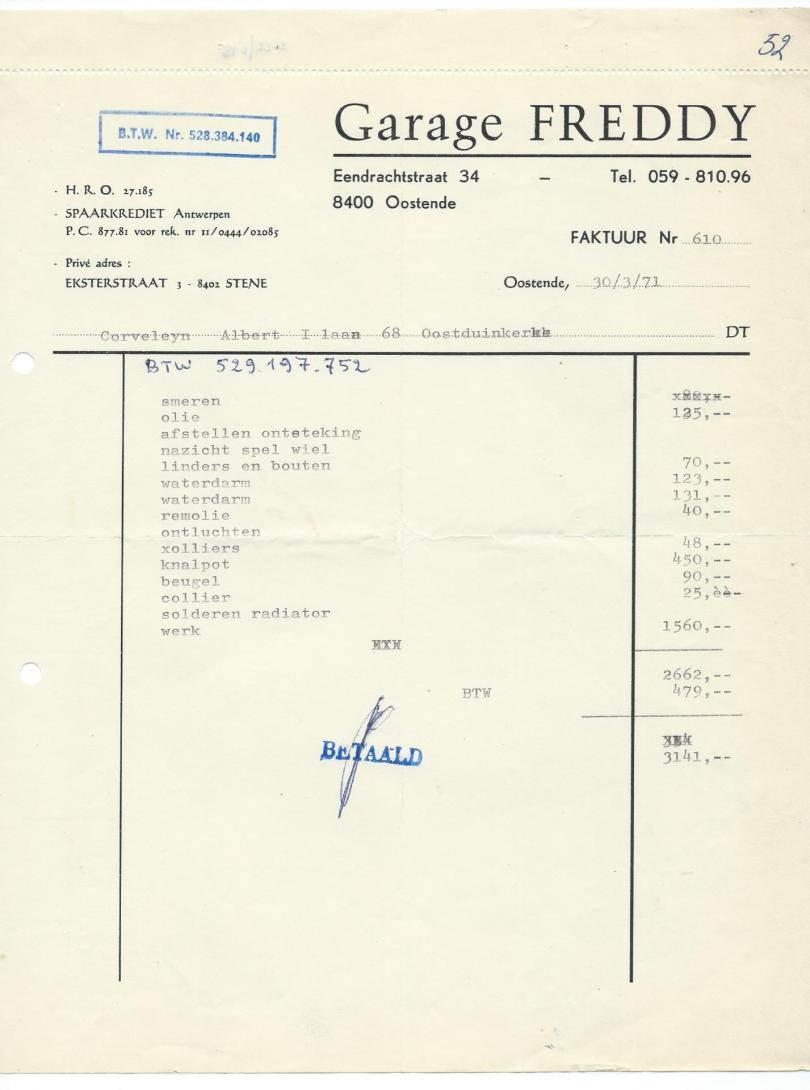 52
Garage FREDDY
B.T.W. Nr. 528.384.140
Eendrachtstraat 34 – Tel. 059 - 810.96
8400 Oostende
- H. R. O. 27.185
- SPAARKREDIET Antwerpen
P. C. 877.81 voor rek. nr 11/0444/02085
FAKTUUR Nr 610
- Privé adres :
EKSTERSTRAAT 3 - 8402 STENE
Oostende, 30/3/71
Corveleyn Albert I laan 68 Oostduinkerke DT
BTW 529.197.752
smeren
olie 125,--
afstellen ontsteking
nazicht spel wiel
linders en bouten 70,--
waterdarm 123,--
waterdarm 131,--
remolie 40,--
ontluchten
xolliers 48,--
knalpot 450,--
beugel 90,--
collier 25,--
solderen radiator
werk 1560,--
2662,--
BTW 479,--
BETAALD
3141,--